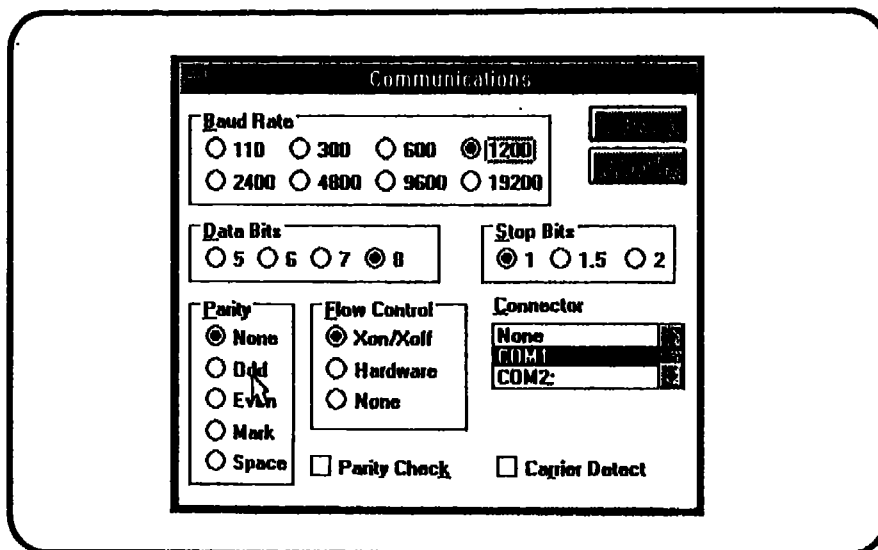 Communications
Baud Rate
110 300 600 1200
2400 4800 9600 19200
Data Bits
5 6 7 8
Stop Bits
1 1.5 2
Parity
None
Odd
Even
Mark
Space
Flow Control
Xon/Xoff
Hardware
None
Connector
None
COM1
COM2:
Parity Check
Carrier Detect